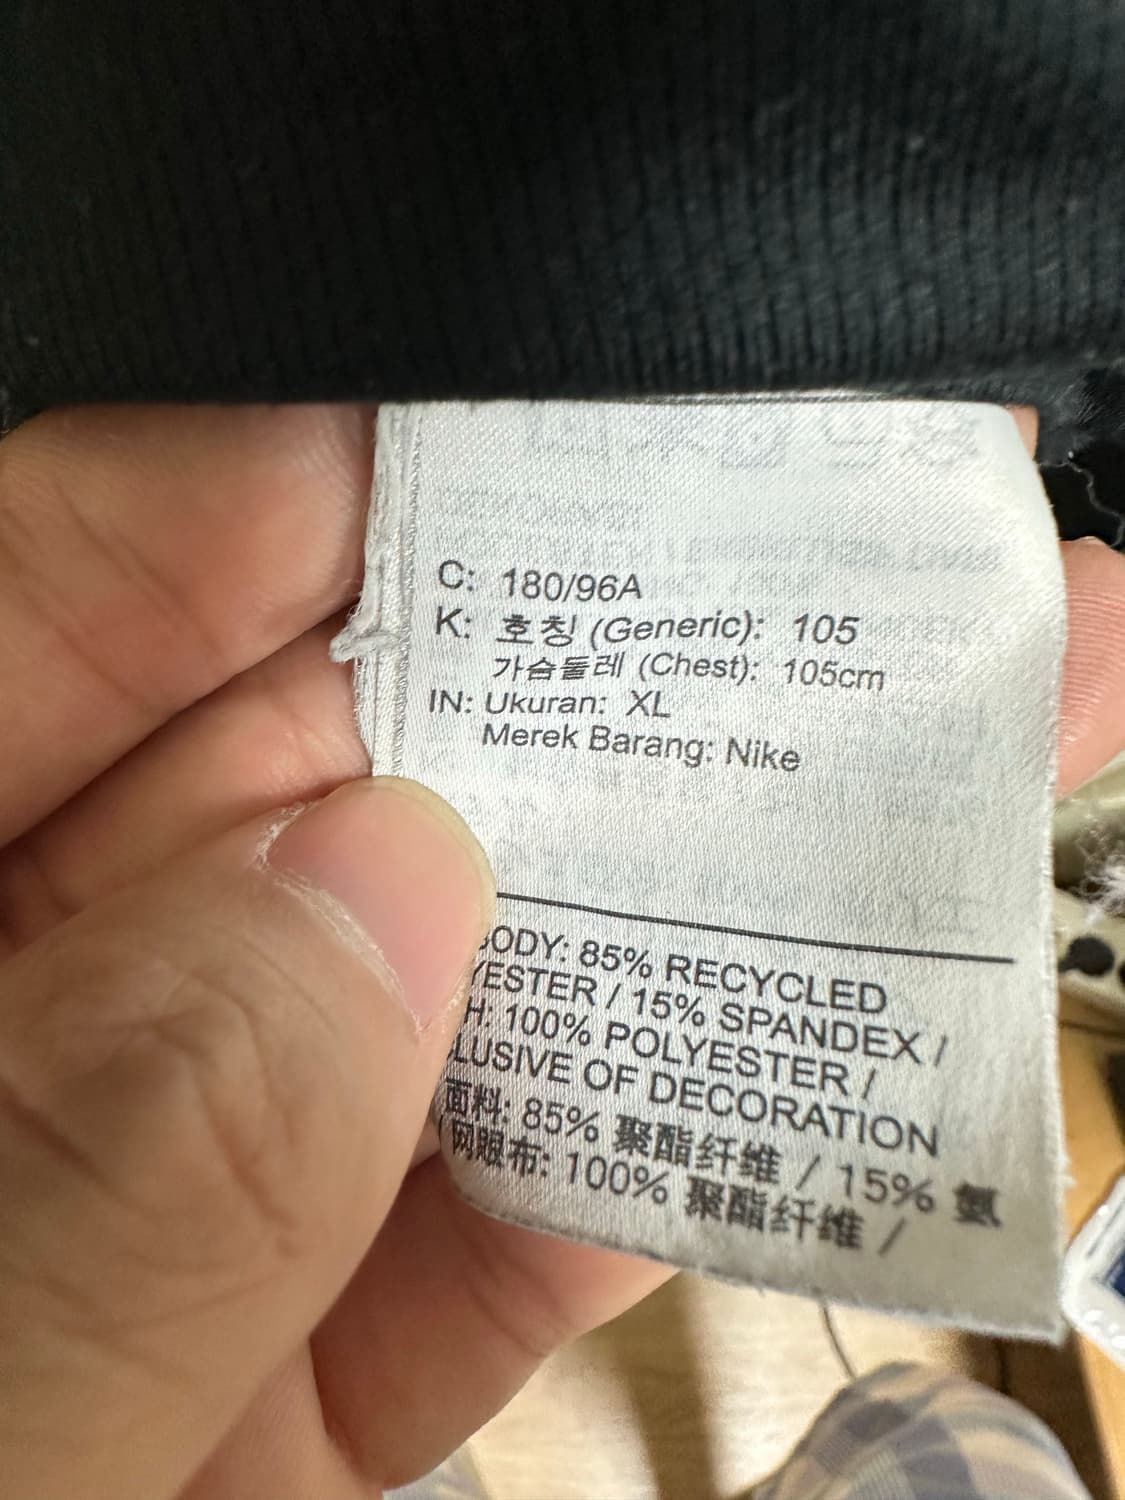 C: 180/96A
K: 호칭 (Generic): 105
가슴둘레 (Chest): 105cm
IN: Ukuran: XL
Merek Barang: Nike
BODY: 85% RECYCLED
YESTER / 15% SPANDEX /
H: 100% POLYESTER /
LUSIVE OF DECORATION
面料: 85% 聚酯纤维 / 15% 氨
网眼布: 100% 聚酯纤维 /